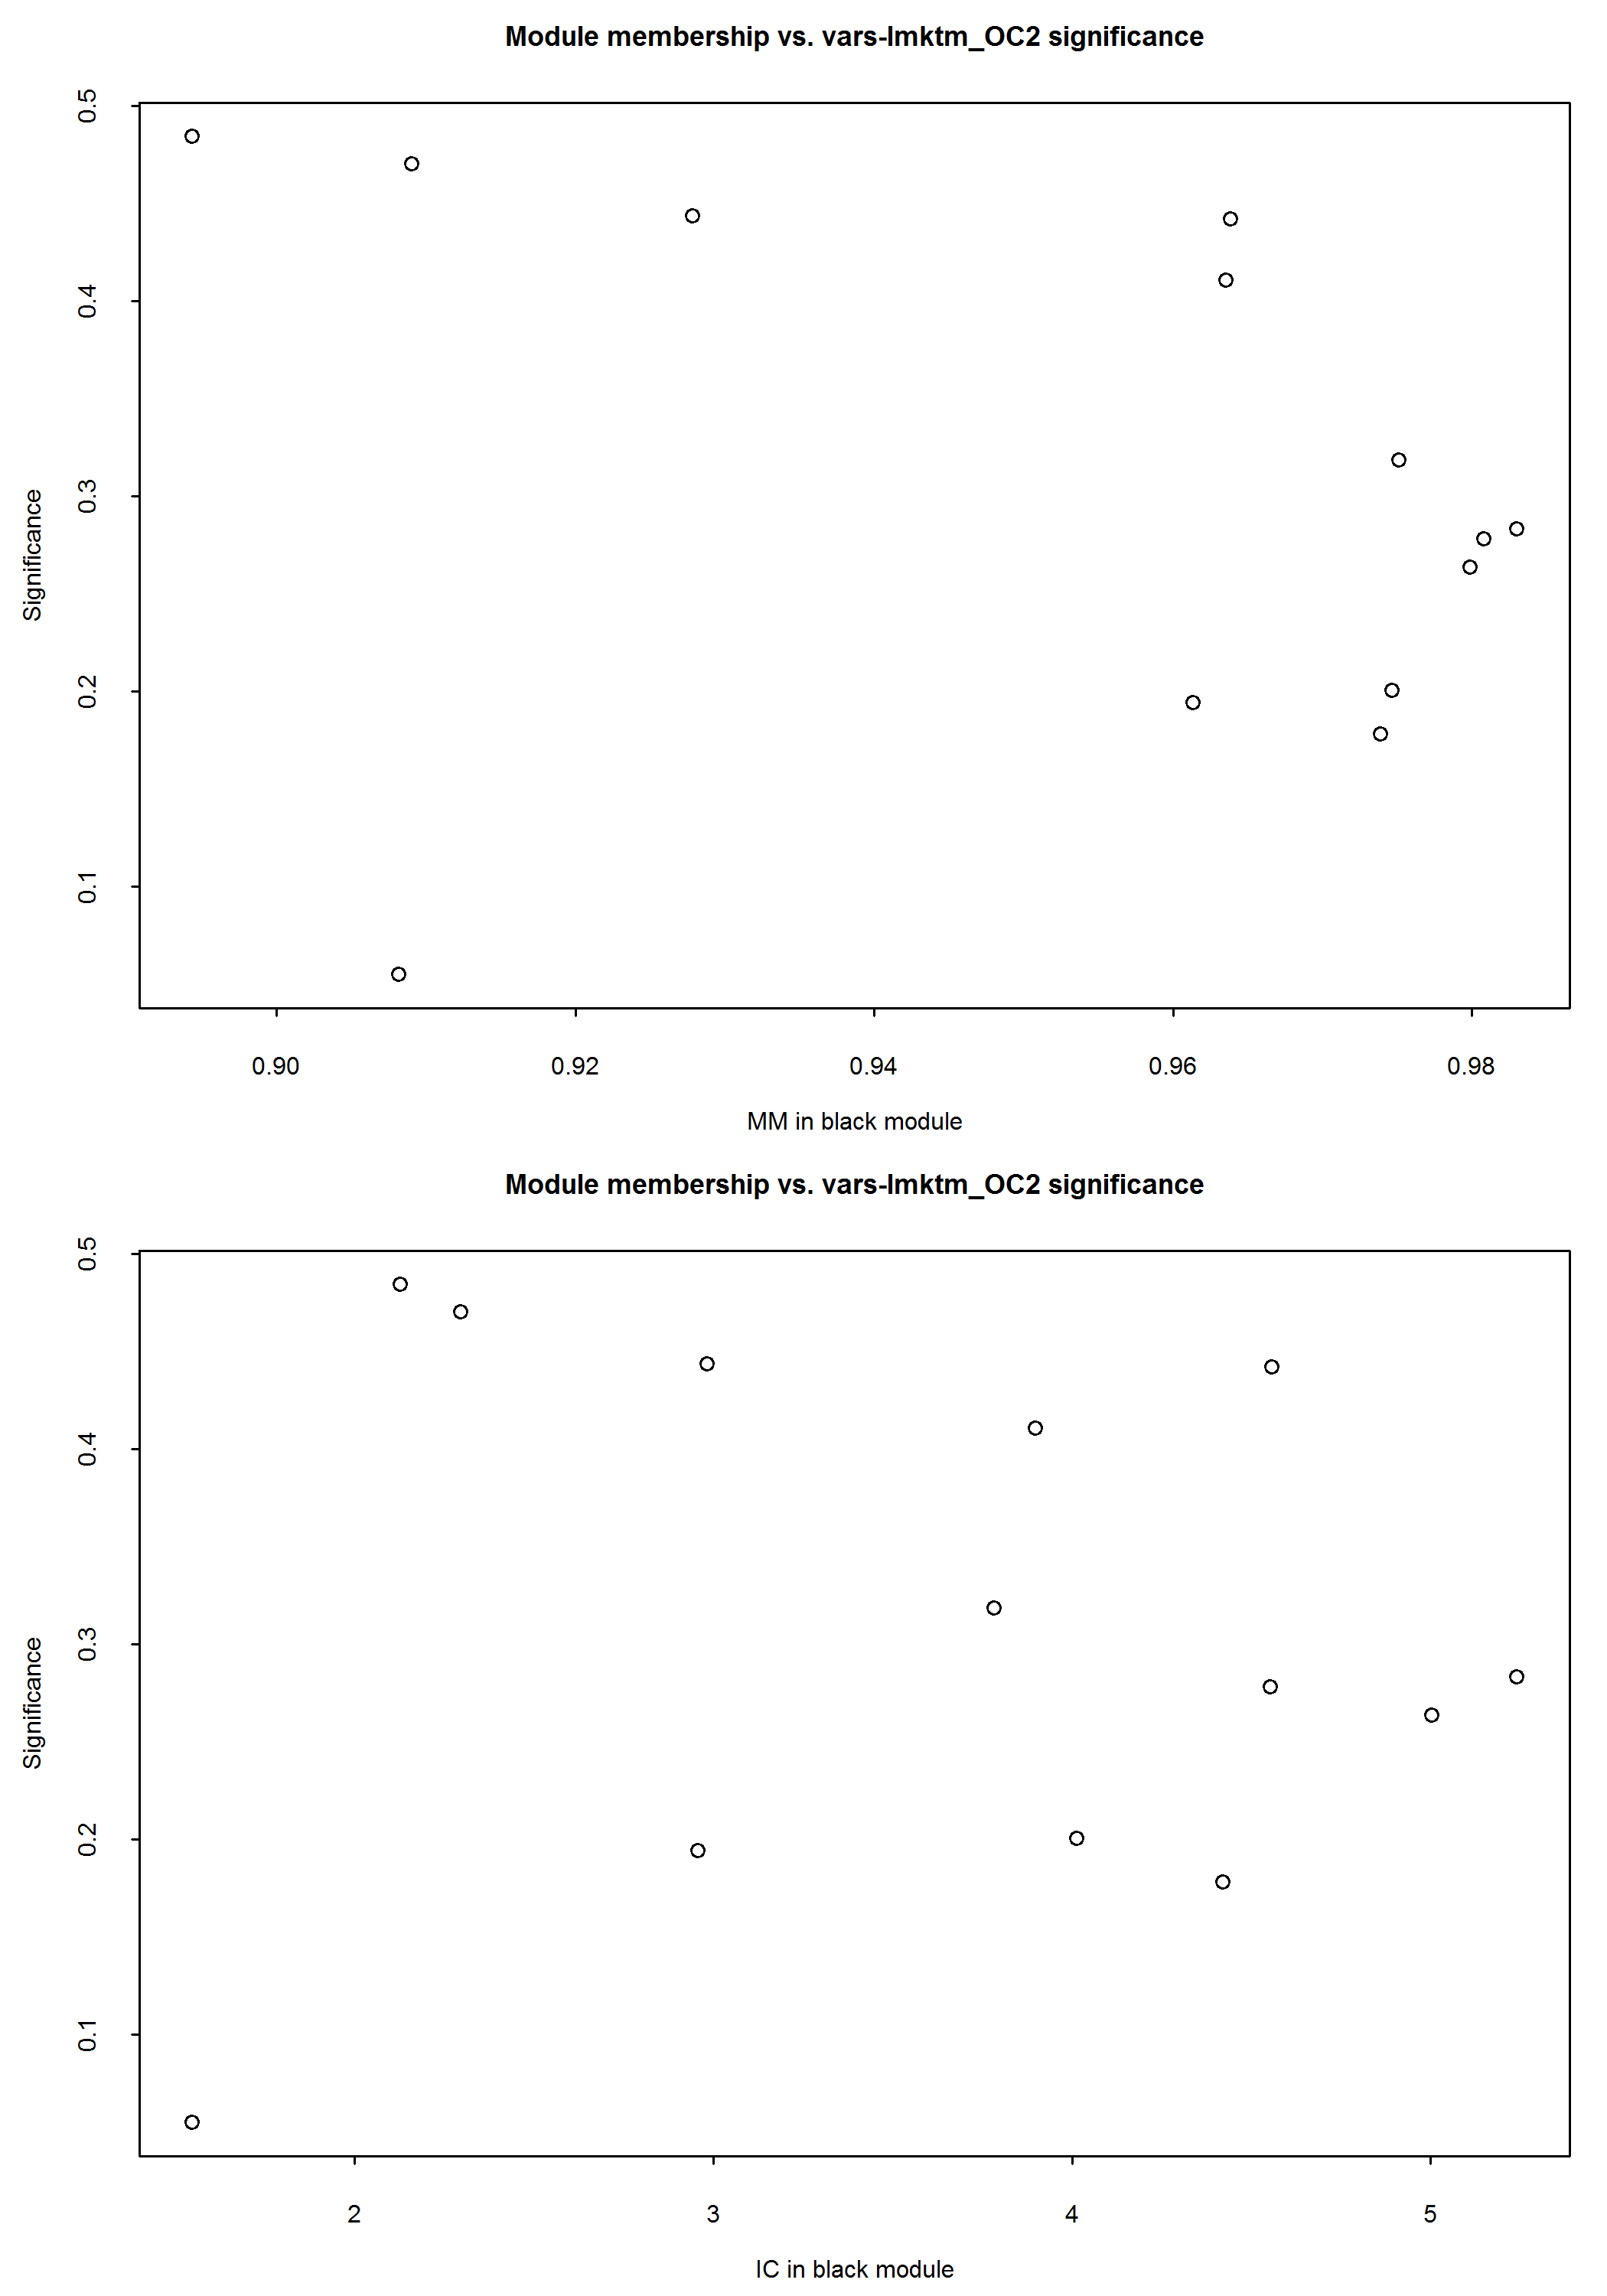 Module membership vs. vars-lmktm_OC2 significance
0.5
0.4
0.3
0.2
0.1
Significance
0.90 0.92 0.94 0.96 0.98
MM in black module
Module membership vs. vars-lmktm_OC2 significance
0.5
0.4
0.3
0.2
0.1
Significance
2 3 4 5
IC in black module